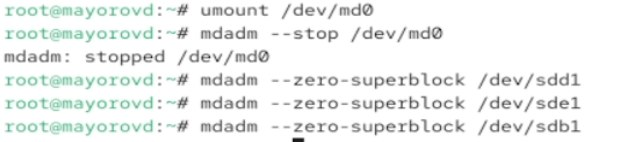 root@mayorovd:~# umount /dev/md0
root@mayorovd:~# mdadm --stop /dev/md0
mdadm: stopped /dev/md0
root@mayorovd:~# mdadm --zero-superblock /dev/sdd1
root@mayorovd:~# mdadm --zero-superblock /dev/sde1
root@mayorovd:~# mdadm --zero-superblock /dev/sdb1